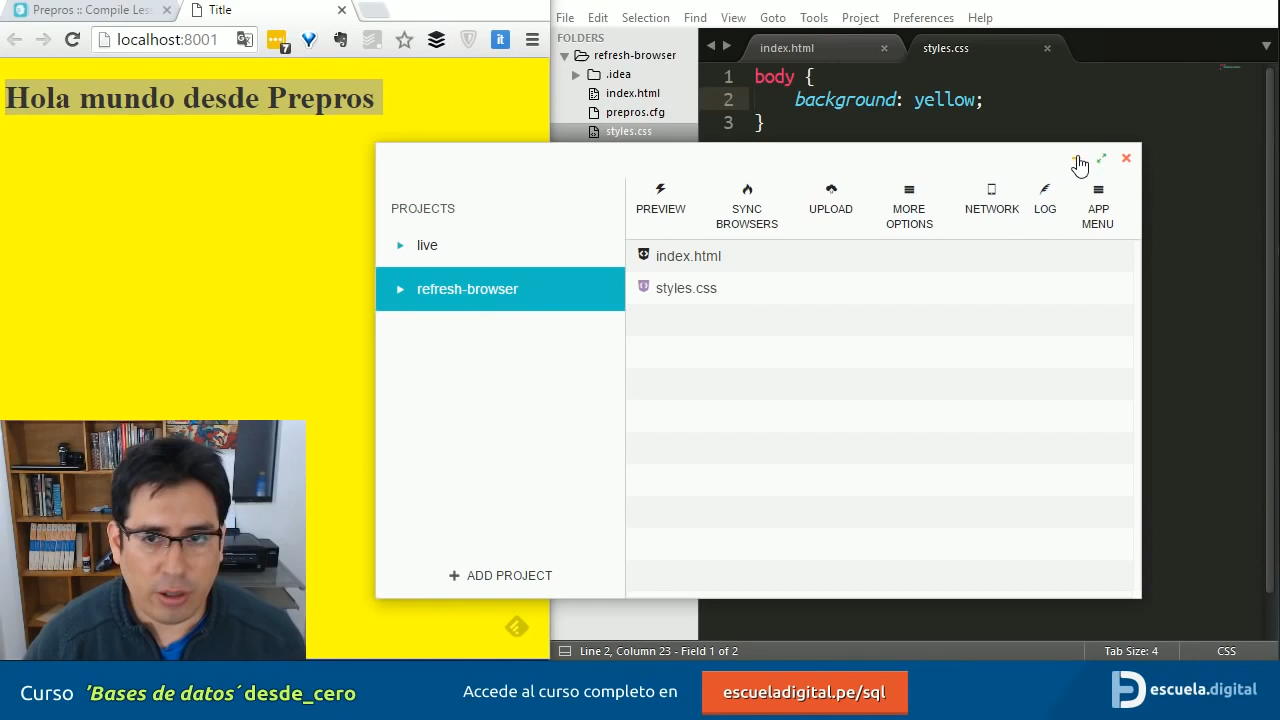 Prepros :: Compile Les
Title
localhost:8001
7
it
Hola mundo desde Prepros
File Edit Selection Find View Goto Tools Project Preferences Help
FOLDERS
refresh-browser
.idea
index.html
prepros.cfg
styles.css
index.html
styles.css
1 body {
2 background: yellow;
3 }
PROJECTS
live
refresh-browser
ADD PROJECT
PREVIEW
SYNC BROWSERS
UPLOAD
MORE OPTIONS
NETWORK
LOG
APP MENU
index.html
styles.css
Line 2, Column 23 - Field 1 of 2
Tab Size: 4
CSS
Curso 'Bases de datos´ desde_cero
Accede al curso completo en
escueladigital.pe/sql
escuela.digital